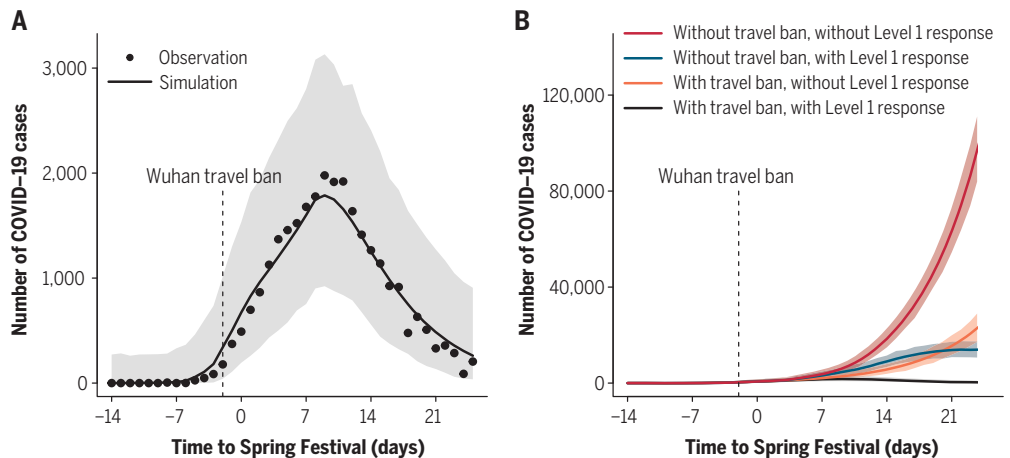 A
Number of COVID–19 cases
3,000
2,000
1,000
0
Observation
Simulation
Wuhan travel ban
−14 −7 0 7 14 21
Time to Spring Festival (days)
B
Number of COVID–19 cases
120,000
80,000
40,000
0
Without travel ban, without Level 1 response
Without travel ban, with Level 1 response
With travel ban, without Level 1 response
With travel ban, with Level 1 response
Wuhan travel ban
−14 −7 0 7 14 21
Time to Spring Festival (days)